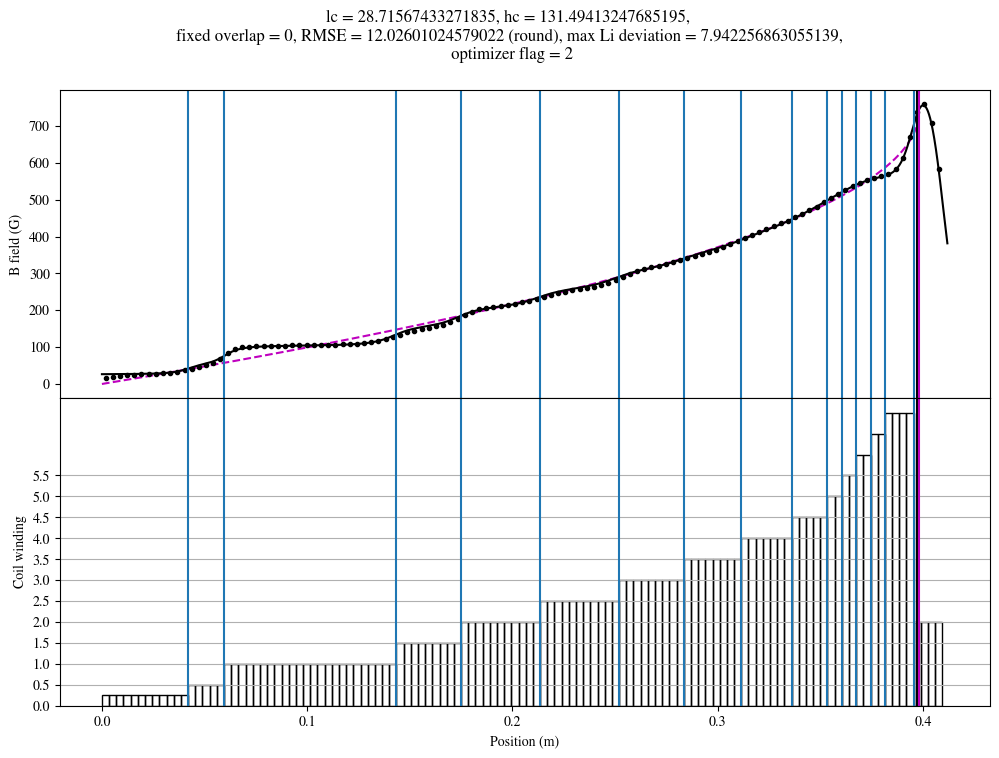 lc = 28.71567433271835, hc = 131.49413247685195,
fixed overlap = 0, RMSE = 12.02601024579022 (round), max Li deviation = 7.942256863055139,
optimizer flag = 2
700
600
500
400
300
200
100
0
B field (G)
5.5
5.0
4.5
4.0
3.5
3.0
2.5
2.0
1.5
1.0
0.5
0.0
Coil winding
0.0 0.1 0.2 0.3 0.4
Position (m)